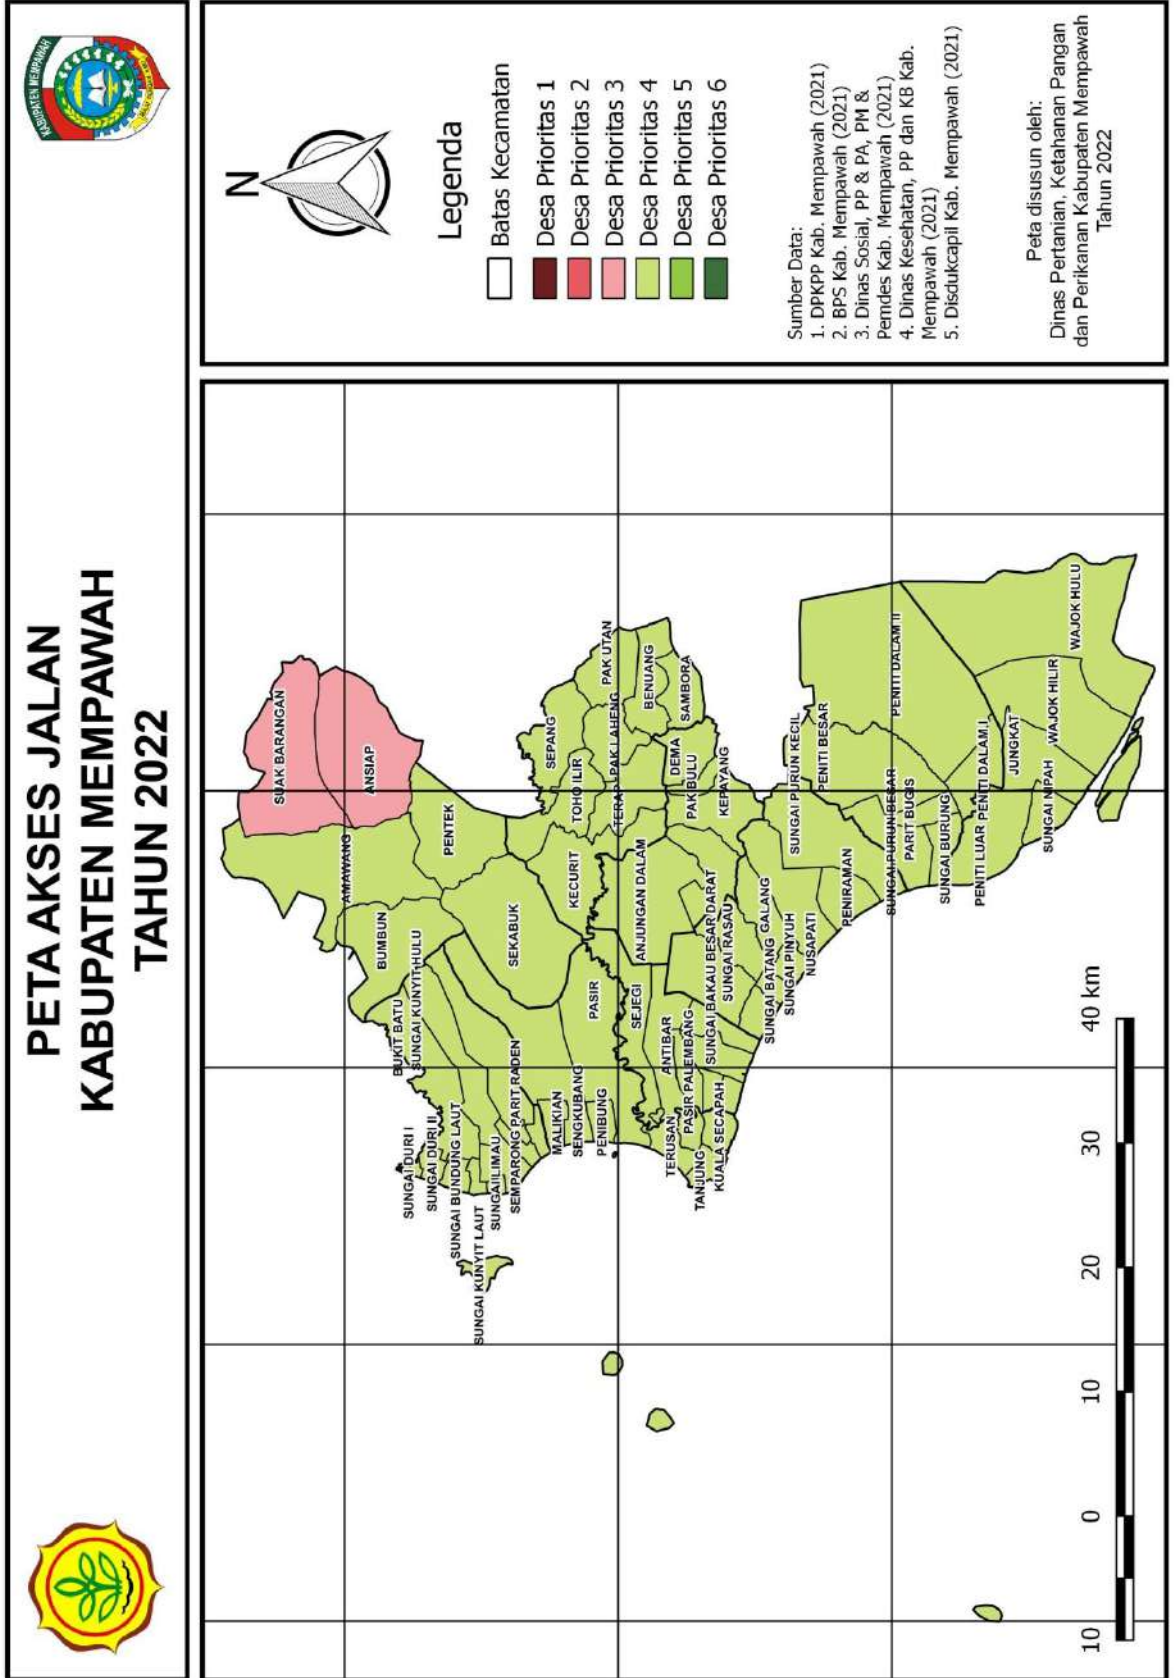 PETA AKSES JALAN
KABUPATEN MEMPAWAH
TAHUN 2022
KABUPATEN MEMPAWAH
N
Legenda
Batas Kecamatan
Desa Prioritas 1
Desa Prioritas 2
Desa Prioritas 3
Desa Prioritas 4
Desa Prioritas 5
Desa Prioritas 6
Sumber Data:
1. DPKPP Kab. Mempawah (2021)
2. BPS Kab. Mempawah (2021)
3. Dinas Sosial, PP & PA, PM &
Pemdes Kab. Mempawah (2021)
4. Dinas Kesehatan, PP dan KB Kab.
Mempawah (2021)
5. Disdukcapil Kab. Mempawah (2021)
Peta disusun oleh:
Dinas Pertanian, Ketahanan Pangan
dan Perikanan Kabupaten Mempawah
Tahun 2022
SUAK BARANGAN
ANSIAP
AMAWANG
PENTEK
BUMBUN
BUKIT BATU
SUNGAI KUNYIT HULU
SUNGAI DURI I
SUNGAI DURI II
SUNGAI BUNDUNG LAUT
SUNGAI KUNYIT LAUT
SUNGAI LIMAU
SEMPARONG PARIT RADEN
SEKABUK
SEPANG
TOHO ILIR
KECURIT
MALIKIAN
SENGKUBANG
PASIR
PENIBUNG
PAK UTAN
PAK LAHENG
TERAP
BENUANG
SAMBORA
ANJUNGAN DALAM
SEJEGI
DEMA
PAK BULU
KEPAYANG
ANTIBAR
TERUSAN
PASIR PALEMBANG
TANJUNG
SUNGAI BAKAU BESAR DARAT
KUALA SECAPAH
SUNGAI RASAU
GALANG
SUNGAI BATANG
SUNGAI PINYUH
NUSAPATI
SUNGAI PURUN KECIL
PENITI BESAR
PENIRAMAN
PENITI DALAM II
SUNGAI PURUN BESAR
PARIT BUGIS
SUNGAI BURUNG
PENITI DALAM I
PENITI LUAR
JUNGKAT
WAJOK HILIR
SUNGAI NIPAH
WAJOK HULU
10 0 10 20 30 40 km